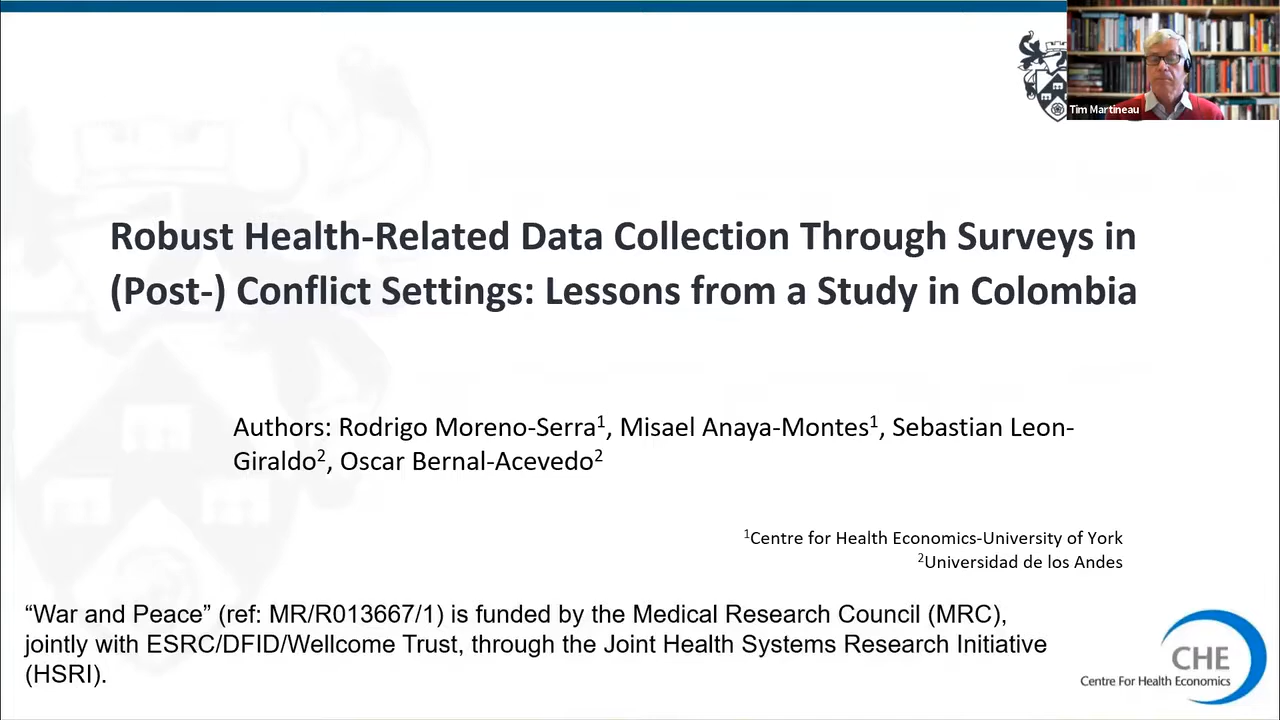 Tim Martineau
Robust Health-Related Data Collection Through Surveys in
(Post-) Conflict Settings: Lessons from a Study in Colombia
Authors: Rodrigo Moreno-Serra¹, Misael Anaya-Montes¹, Sebastian Leon-
Giraldo², Oscar Bernal-Acevedo²
¹Centre for Health Economics-University of York
²Universidad de los Andes
“War and Peace” (ref: MR/R013667/1) is funded by the Medical Research Council (MRC),
jointly with ESRC/DFID/Wellcome Trust, through the Joint Health Systems Research Initiative
(HSRI).
CHE
Centre For Health Economics